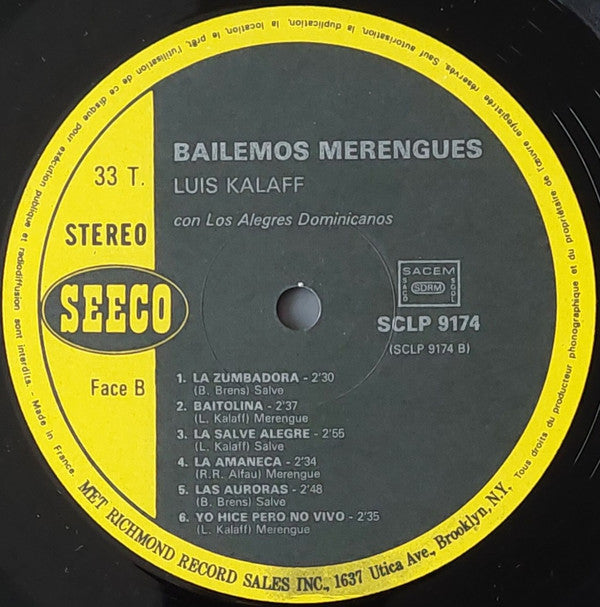 Tous droits du producteur phonographique et du propriétaire de l'œuvre enregistrée réservés. Sauf autorisation, la duplication, la location, le prêt, l'utilisation de ce disque pour exécution publique et radiodiffusion sont interdits. - Made in France.
BAILEMOS MERENGUES
LUIS KALAFF
con Los Alegres Dominicanos
33 T.
STEREO
SEECO
Face B
SACEM
SACD
SDRM
SGDL
SCLP 9174
(SCLP 9174 B)
1. LA ZUMBADORA - 2'30
(B. Brens) Salve
2. BAITOLINA - 2'37
(L. Kalaff) Merengue
3. LA SALVE ALEGRE - 2'55
(L. Kalaff) Salve
4. LA AMANECA - 2'34
(R.R. Alfau) Merengue
5. LAS AURORAS - 2'48
(B. Brens) Salve
6. YO HICE PERO NO VIVO - 2'35
(L. Kalaff) Merengue
MET RICHMOND RECORD SALES INC., 1637 Utica Ave., Brooklyn, N.Y.